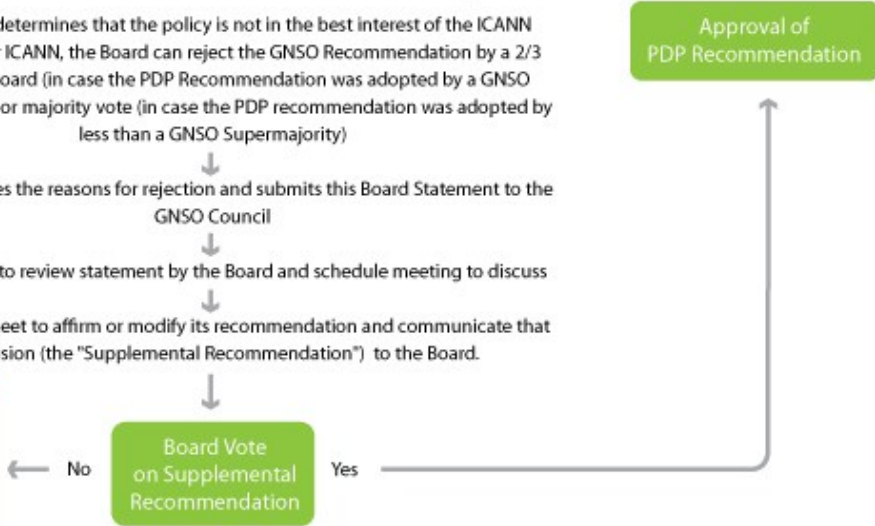 determines that the policy is not in the best interest of the ICANN
ICANN, the Board can reject the GNSO Recommendation by a 2/3
oard (in case the PDP Recommendation was adopted by a GNSO
or majority vote (in case the PDP recommendation was adopted by
less than a GNSO Supermajority)
es the reasons for rejection and submits this Board Statement to the
GNSO Council
to review statement by the Board and schedule meeting to discuss
eet to affirm or modify its recommendation and communicate that
sion (the "Supplemental Recommendation") to the Board.
Approval of
PDP Recommendation
No
Board Vote
on Supplemental
Recommendation
Yes